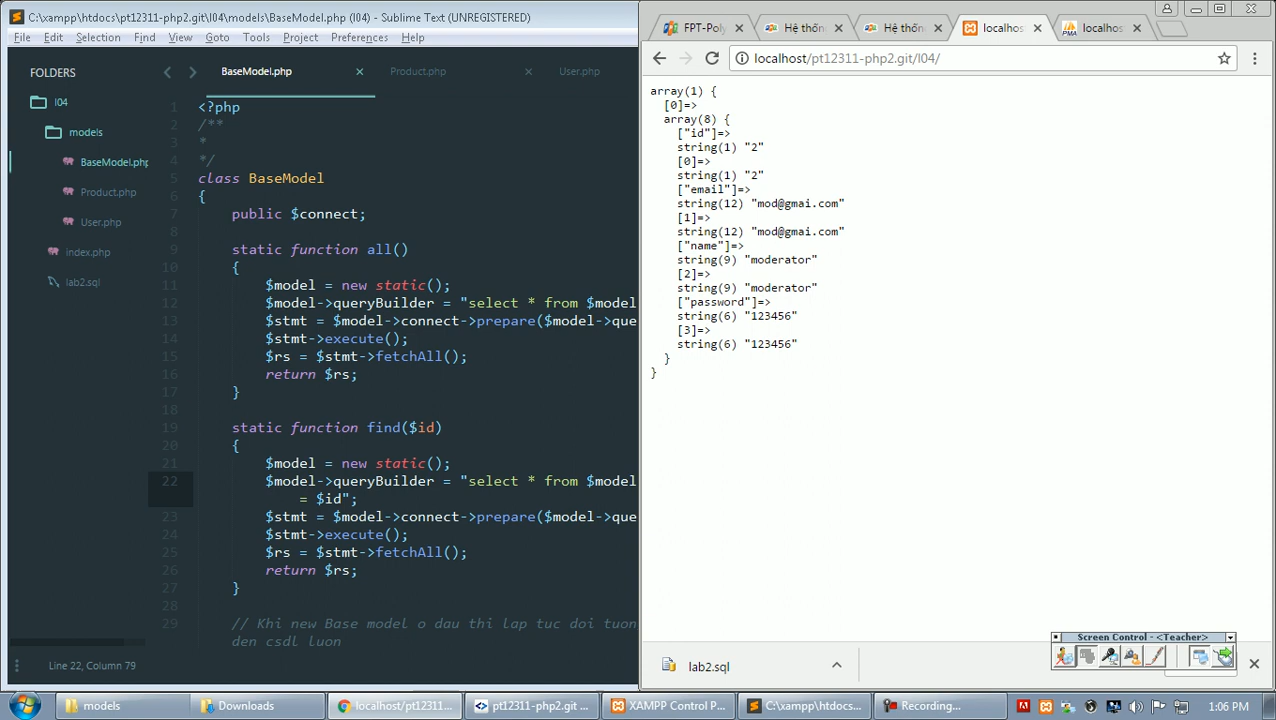 C:\xampp\htdocs\pt12311-php2.git\l04\models\BaseModel.php (l04) - Sublime Text (UNREGISTERED)
File Edit Selection Find View Goto Tools Project Preferences Help
FOLDERS
l04
models
BaseModel.php
Product.php
User.php
index.php
lab2.sql
BaseModel.php × Product.php × User.php
1 <?php
2 /**
3 *
4 */
5 class BaseModel
6 {
7 public $connect;
8
9 static function all()
10 {
11 $model = new static();
12 $model->queryBuilder = "select * from $model
13 $stmt = $model->connect->prepare($model->que
14 $stmt->execute();
15 $rs = $stmt->fetchAll();
16 return $rs;
17 }
18
19 static function find($id)
20 {
21 $model = new static();
22 $model->queryBuilder = "select * from $model
= $id";
23 $stmt = $model->connect->prepare($model->que
24 $stmt->execute();
25 $rs = $stmt->fetchAll();
26 return $rs;
27 }
28
29 // Khi new Base model o dau thi lap tuc doi tuon
den csdl luon
Line 22, Column 79
FPT-Poly Hệ thốn Hệ thốn localhos localhos
localhost/pt12311-php2.git/l04/
array(1) {
[0]=>
array(8) {
["id"]=>
string(1) "2"
[0]=>
string(1) "2"
["email"]=>
string(12) "mod@gmai.com"
[1]=>
string(12) "mod@gmai.com"
["name"]=>
string(9) "moderator"
[2]=>
string(9) "moderator"
["password"]=>
string(6) "123456"
[3]=>
string(6) "123456"
}
}
Screen Control - <Teacher>
lab2.sql
models Downloads localhost/pt12311... pt12311-php2.git ... XAMPP Control P... C:\xampp\htdocs... Recording... 1:06 PM